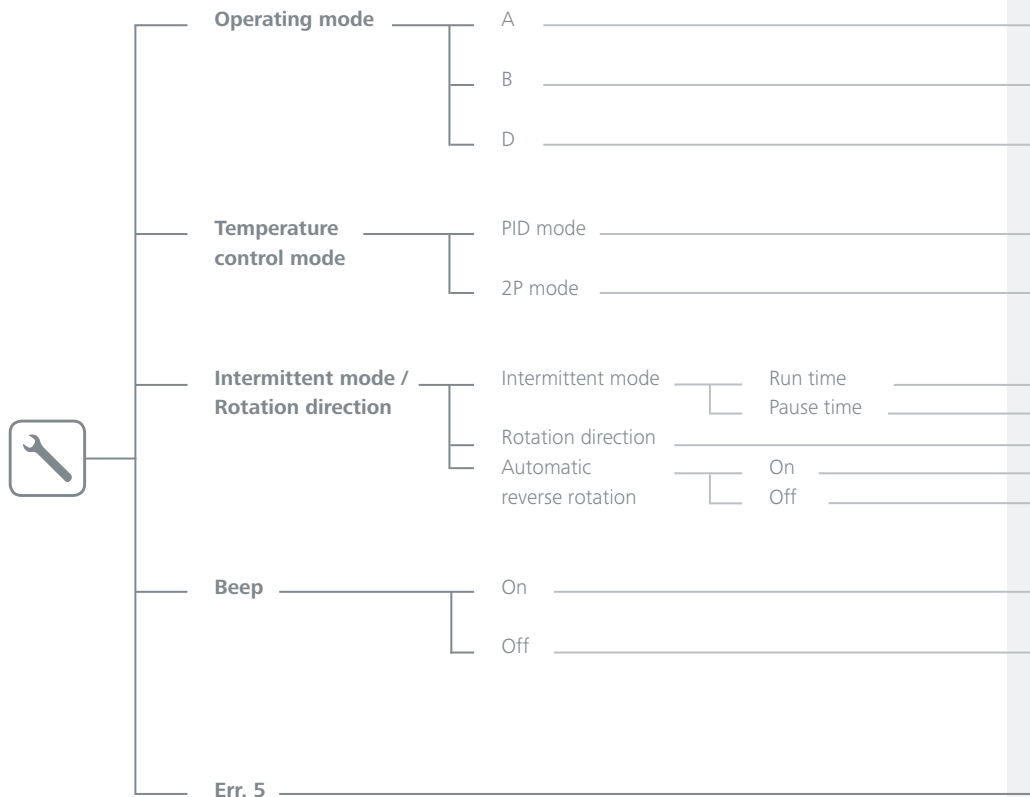 Operating mode
A
B
D
Temperature
control mode
PID mode
2P mode
Intermittent mode /
Rotation direction
Intermittent mode
Run time
Pause time
Rotation direction
Automatic
reverse rotation
On
Off
Beep
On
Off
Err. 5